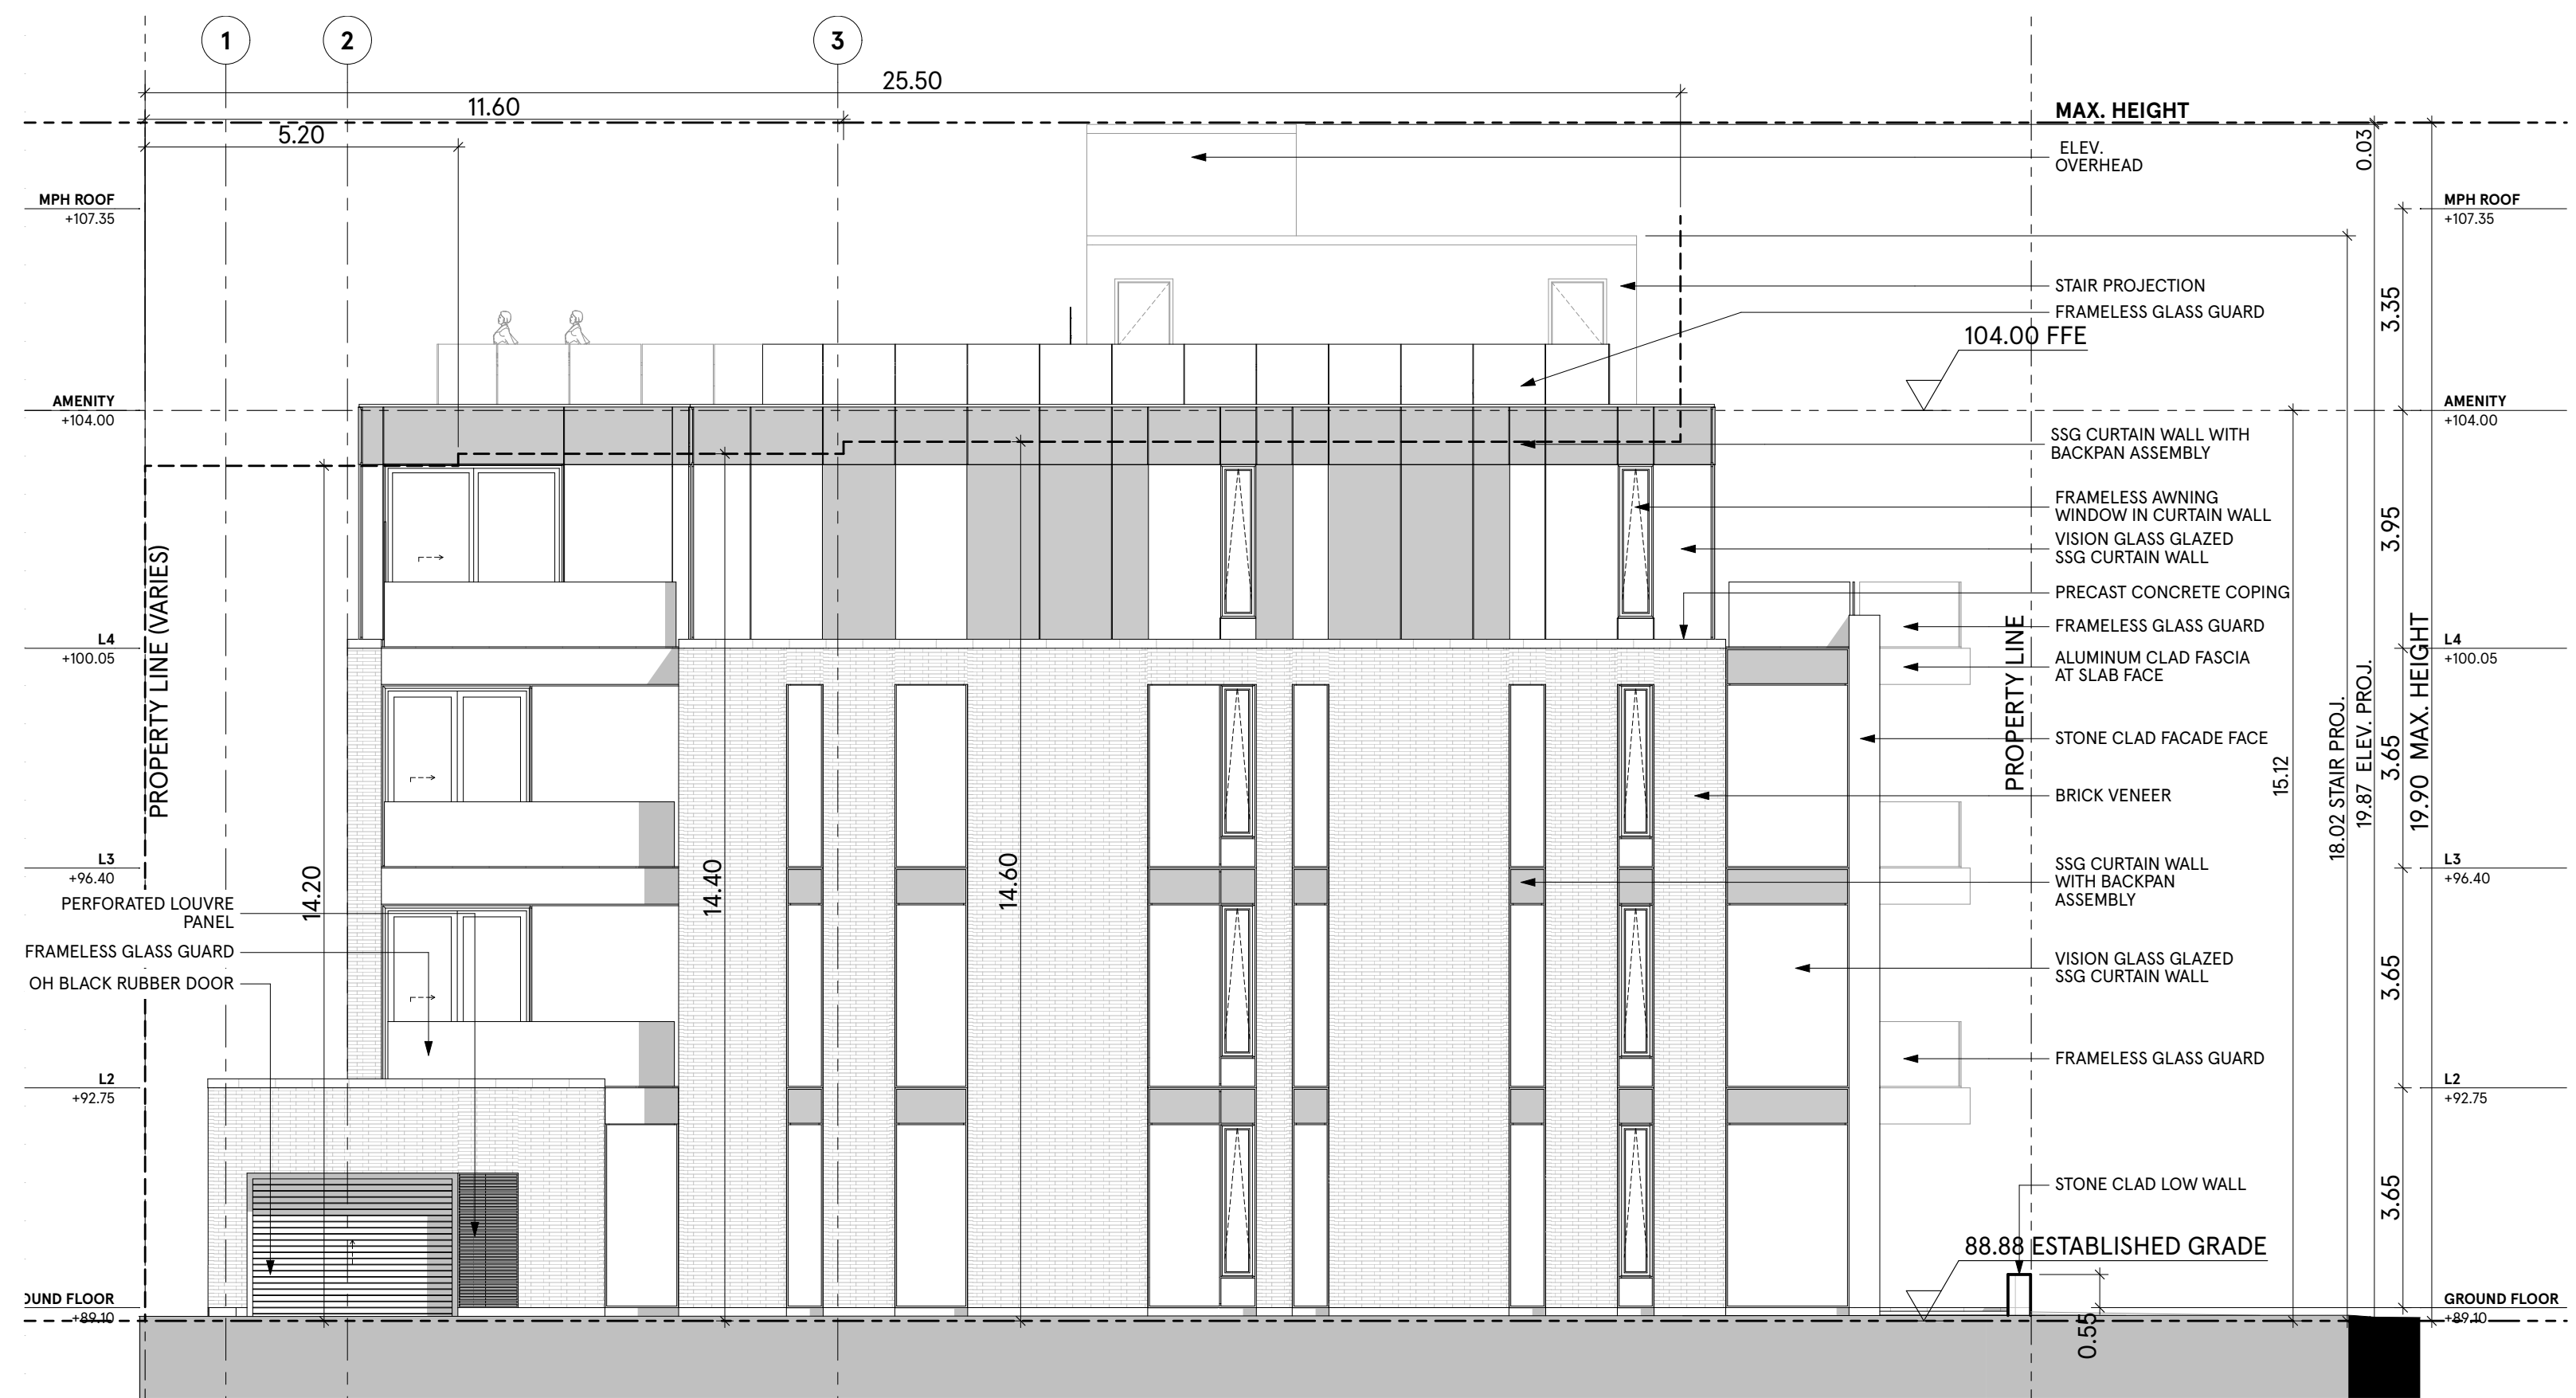 1
2
3
25.50
11.60
5.20
MAX. HEIGHT
0.03
ELEV.
OVERHEAD
MPH ROOF
+107.35
MPH ROOF
+107.35
STAIR PROJECTION
FRAMELESS GLASS GUARD
3.35
104.00 FFE
AMENITY
+104.00
AMENITY
+104.00
SSG CURTAIN WALL WITH
BACKPAN ASSEMBLY
FRAMELESS AWNING
WINDOW IN CURTAIN WALL
3.95
VISION GLASS GLAZED
SSG CURTAIN WALL
PRECAST CONCRETE COPING
PROPERTY LINE (VARIES)
FRAMELESS GLASS GUARD
L4
+100.05
L4
+100.05
ALUMINUM CLAD FASCIA
AT SLAB FACE
PROPERTY LINE
STONE CLAD FACADE FACE
15.12
18.02 STAIR PROJ.
19.87 ELEV. PROJ.
3.65
19.90 MAX. HEIGHT
BRICK VENEER
L3
+96.40
SSG CURTAIN WALL
WITH BACKPAN
ASSEMBLY
L3
+96.40
14.20
14.40
14.60
PERFORATED LOUVRE
PANEL
FRAMELESS GLASS GUARD
OH BLACK RUBBER DOOR
VISION GLASS GLAZED
SSG CURTAIN WALL
3.65
FRAMELESS GLASS GUARD
L2
+92.75
L2
+92.75
STONE CLAD LOW WALL
3.65
88.88 ESTABLISHED GRADE
OUND FLOOR
+89.10
GROUND FLOOR
+89.10
0.55